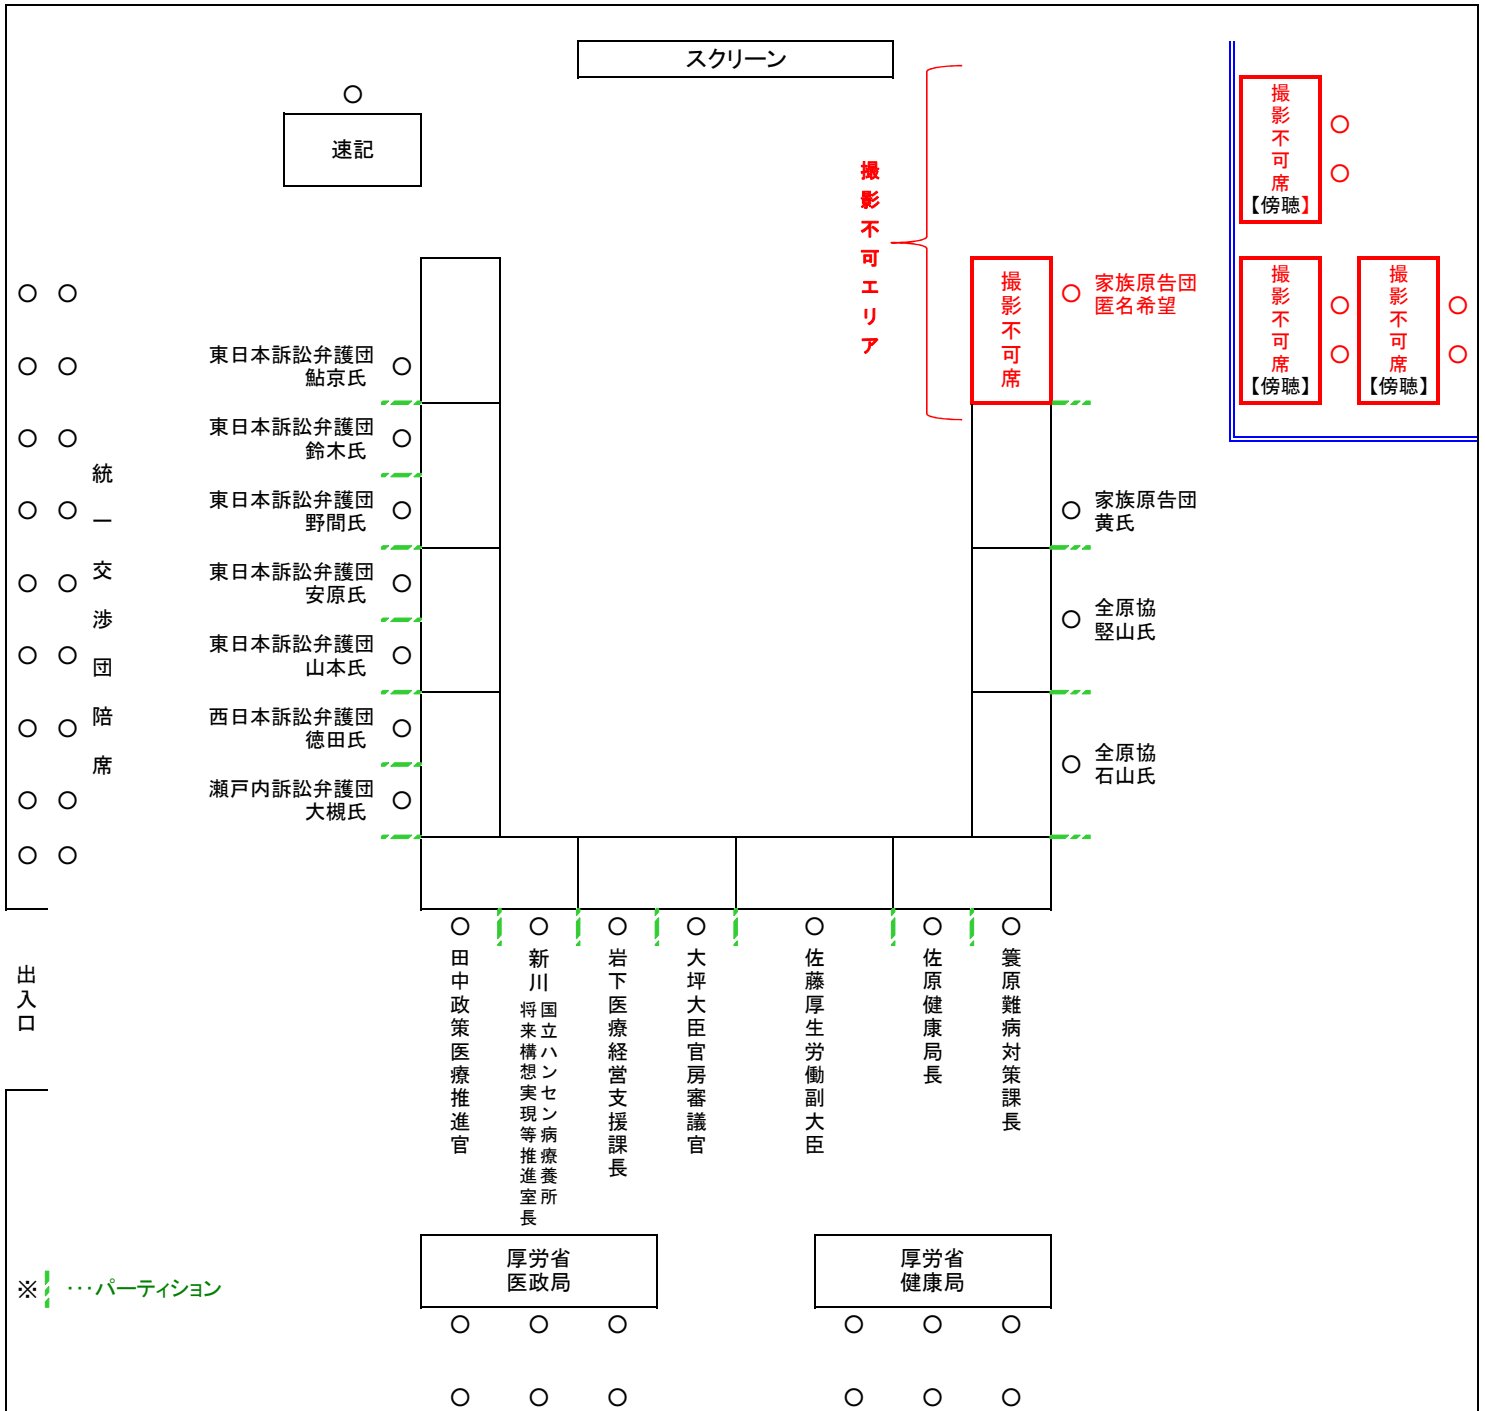 スクリーン
速記
撮影不可エリア
撮影不可席
【傍聴】
撮影不可席
【傍聴】
撮影不可席
【傍聴】
撮影不可席
家族原告団
匿名希望
家族原告団
黄氏
全原協
竪山氏
全原協
石山氏
統一交渉団陪席
東日本訴訟弁護団
鮎京氏
東日本訴訟弁護団
鈴木氏
東日本訴訟弁護団
野間氏
東日本訴訟弁護団
安原氏
東日本訴訟弁護団
山本氏
西日本訴訟弁護団
徳田氏
瀬戸内訴訟弁護団
大槻氏
出入口
田中政策医療推進官
新川
国立ハンセン病療養所
将来構想実現等推進室長
岩下医療経営支援課長
大坪大臣官房審議官
佐藤厚生労働副大臣
佐原健康局長
簑原難病対策課長
厚労省
医政局
厚労省
健康局
※ ･･･パーティション